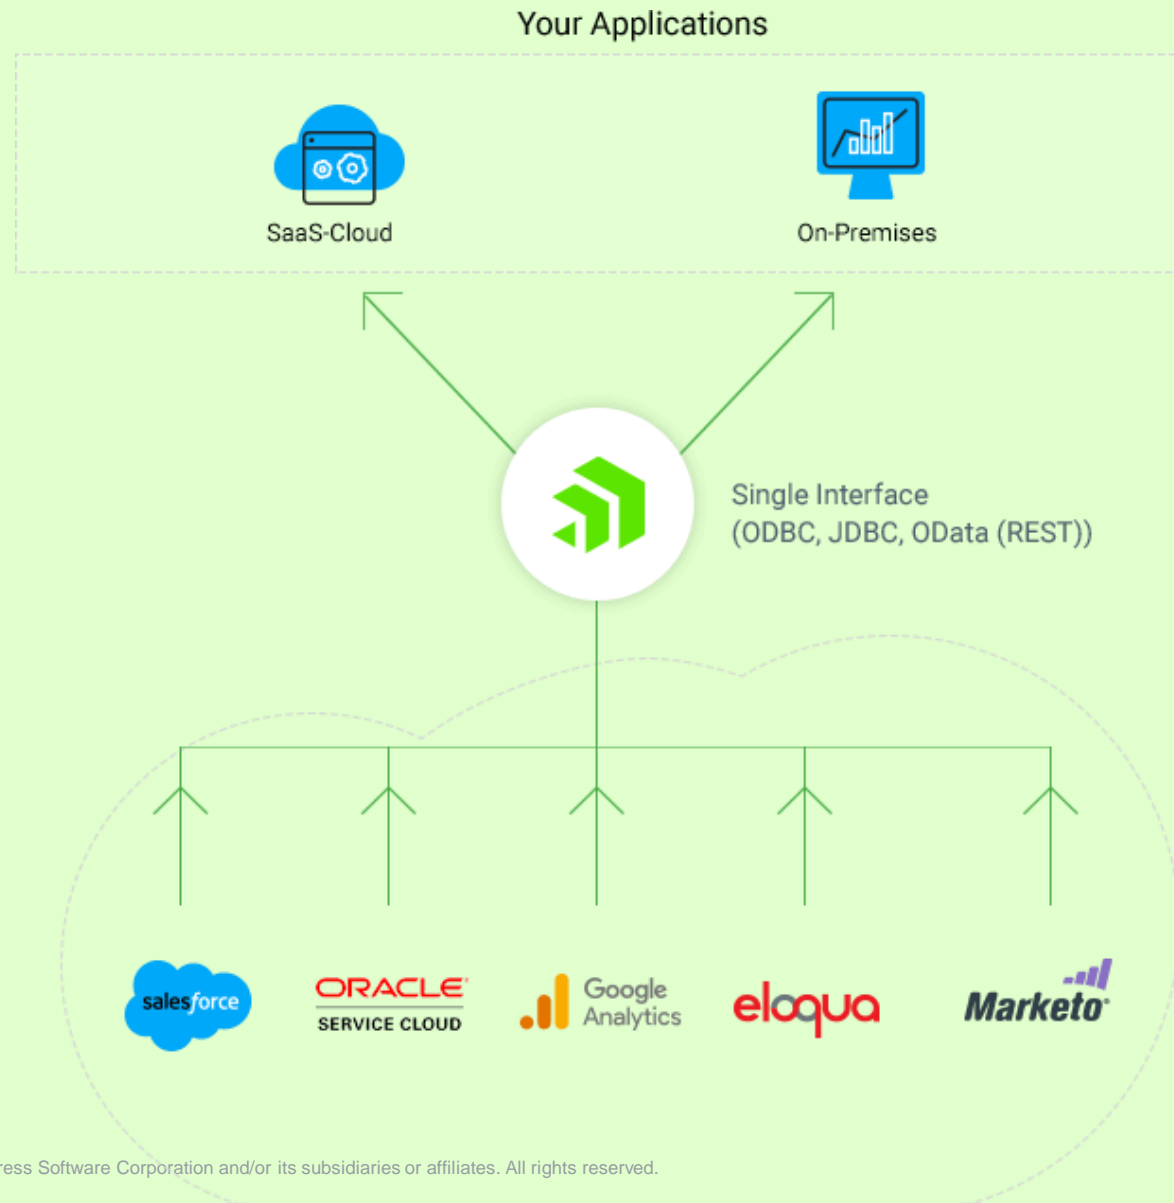 Your Applications
SaaS-Cloud
On-Premises
Single Interface
(ODBC, JDBC, OData (REST))
salesforce
ORACLE
SERVICE CLOUD
Google
Analytics
eloqua
Marketo
ress Software Corporation and/or its subsidiaries or affiliates. All rights reserved.